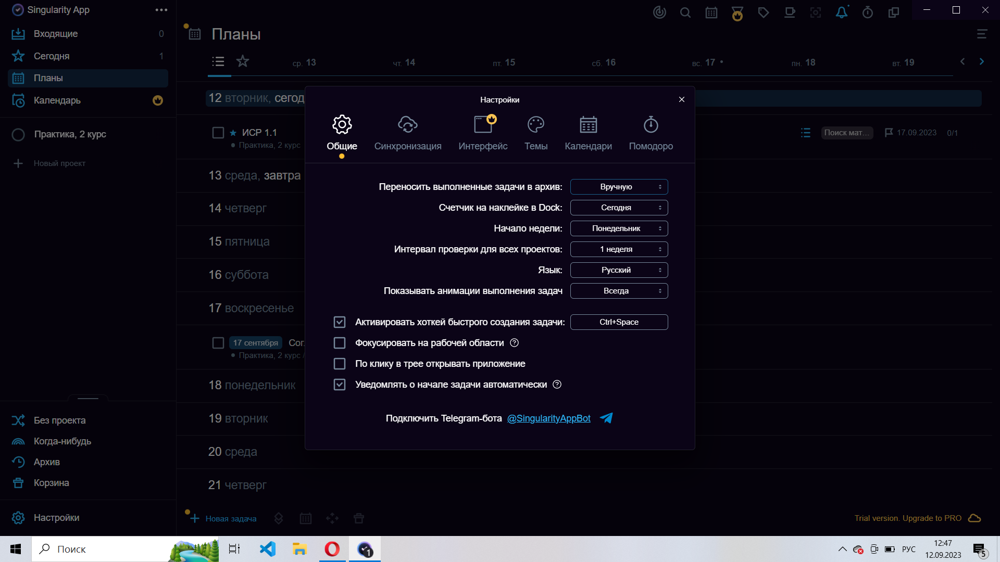 Singularity App
Входящие 0
Сегодня 1
Планы
Календарь
Практика, 2 курс
Новый проект
Без проекта
Когда-нибудь
Архив
Корзина
Настройки
Планы
ср. 13 чт. 14 пт. 15 сб. 16 вс. 17 пн. 18 вт. 19
12 вторник, сегод
ИСР 1.1
Практика, 2 курс
Поиск мат... 17.09.2023 0/1
13 среда, завтра
14 четверг
15 пятница
16 суббота
17 воскресенье
17 сентября Сог
Практика, 2 курс /
18 понедельник
19 вторник
20 среда
21 четверг
Новая задача
Trial version. Upgrade to PRO
Настройки
Общие Синхронизация Интерфейс Темы Календари Помодоро
Переносить выполненные задачи в архив: Вручную
Счетчик на наклейке в Dock: Сегодня
Начало недели: Понедельник
Интервал проверки для всех проектов: 1 неделя
Язык: Русский
Показывать анимации выполнения задач Всегда
Активировать хоткей быстрого создания задачи: Ctrl+Space
Фокусировать на рабочей области ?
По клику в трее открывать приложение
Уведомлять о начале задачи автоматически ?
Подключить Telegram-бота @SingularityAppBot
Поиск
1
РУС
12:47
12.09.2023
5